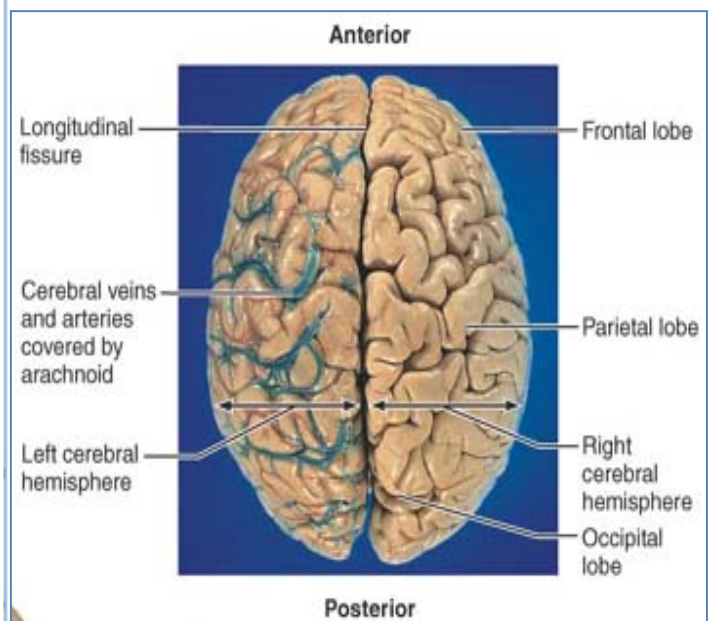 Anterior
Longitudinal
fissure
Frontal lobe
Cerebral veins
and arteries
covered by
arachnoid
Parietal lobe
Left cerebral
hemisphere
Right
cerebral
hemisphere
Occipital
lobe
Posterior